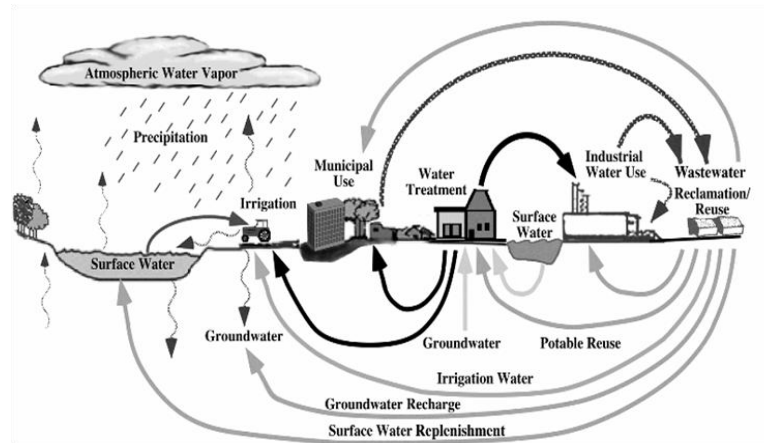 Atmospheric Water Vapor
Precipitation
Municipal
Use
Water
Treatment
Industrial
Water Use
Wastewater
Reclamation/
Reuse
Irrigation
Surface
Water
Surface Water
Groundwater
Groundwater
Potable Reuse
Irrigation Water
Groundwater Recharge
Surface Water Replenishment